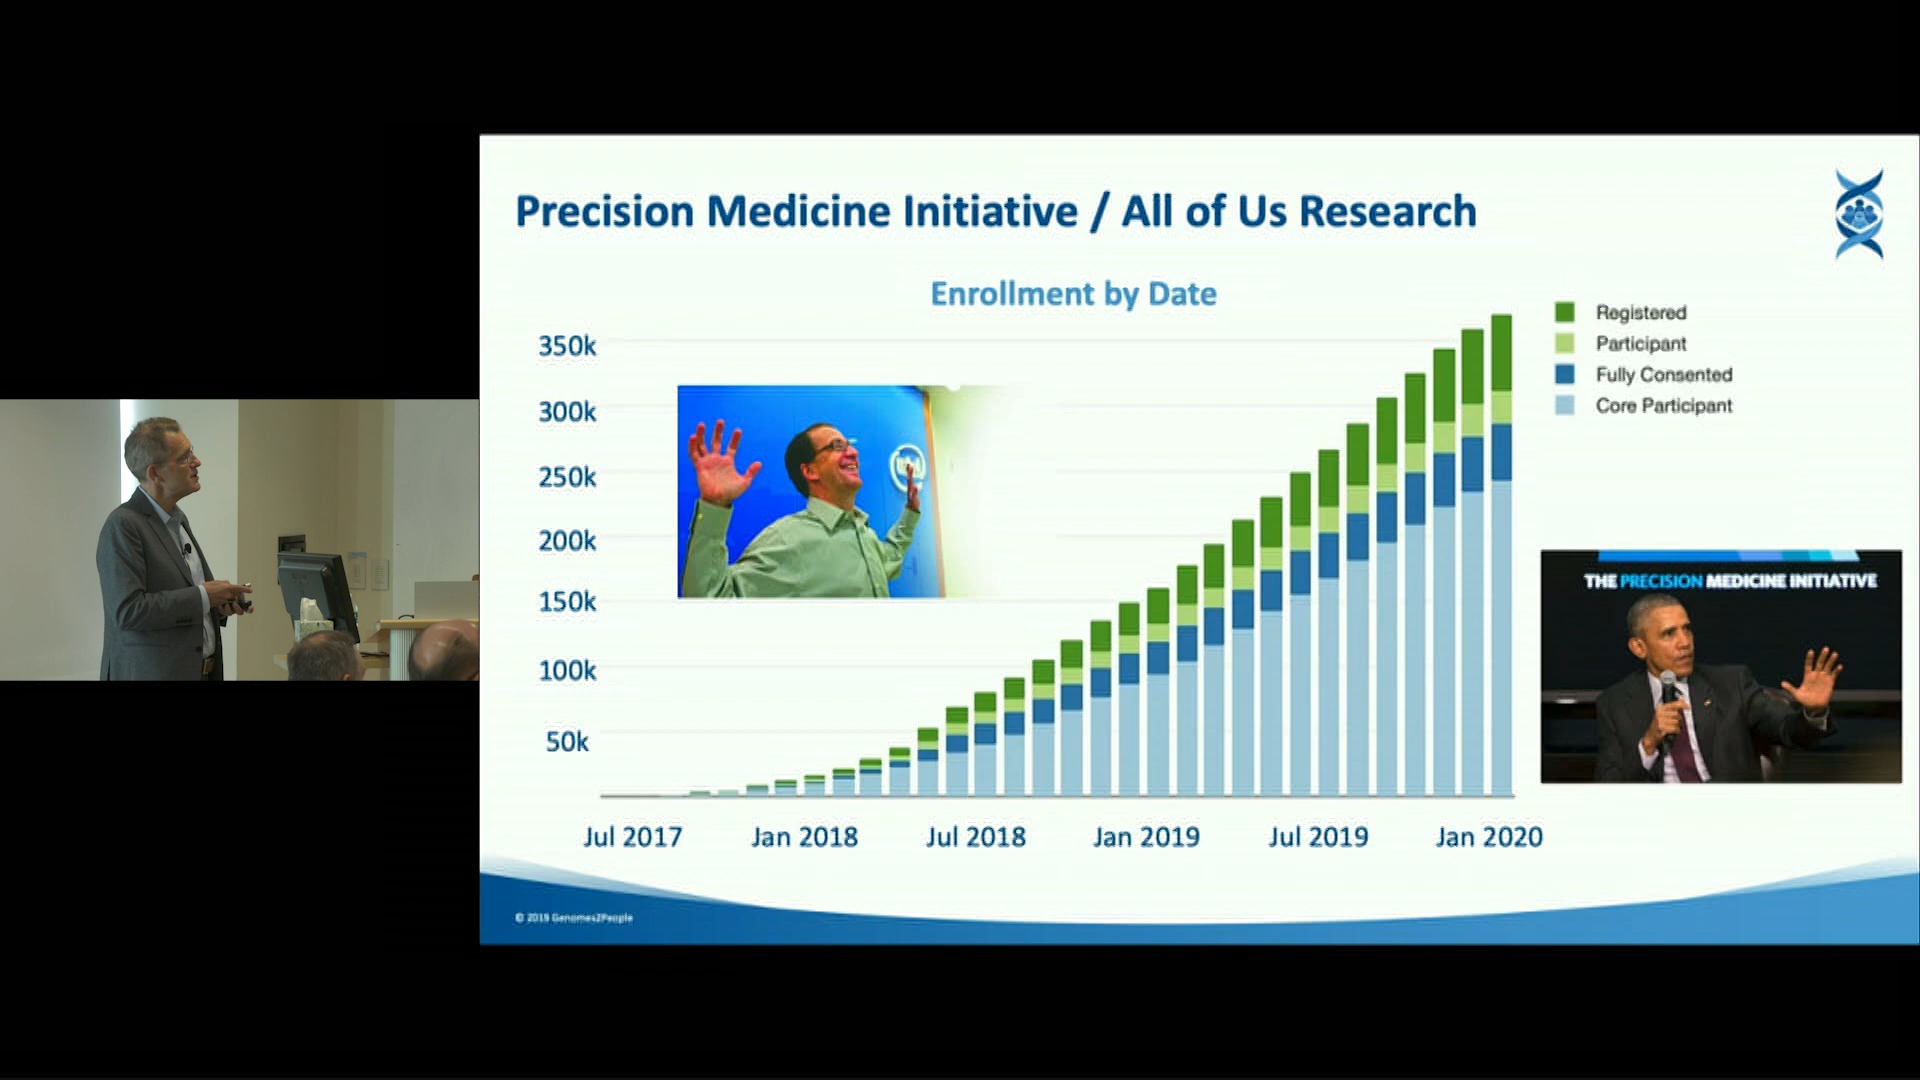 Precision Medicine Initiative / All of Us Research
Enrollment by Date
350k
300k
250k
200k
150k
100k
50k
Jul 2017
Jan 2018
Jul 2018
Jan 2019
Jul 2019
Jan 2020
Registered
Participant
Fully Consented
Core Participant
THE PRECISION MEDICINE INITIATIVE
© 2019 Genomes2People